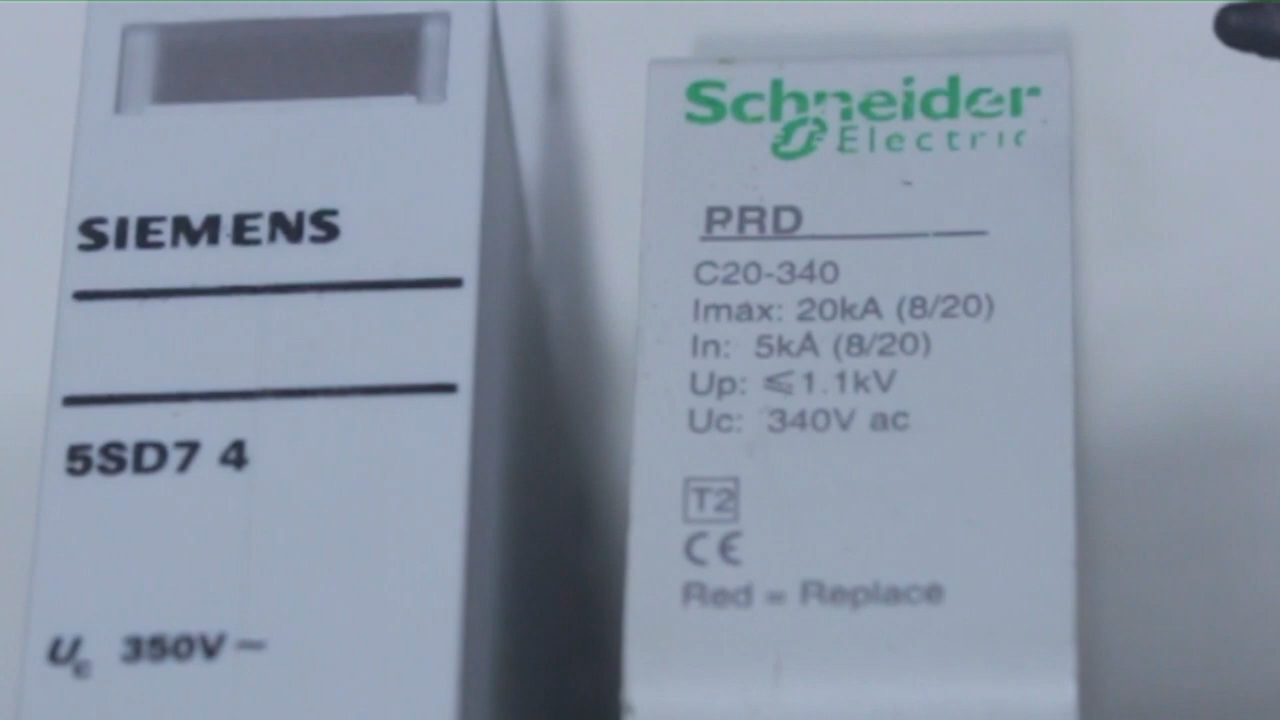 SIEMENS
5SD7 4
Uc 350V~
Schneider
Electric
PRD
C20-340
Imax: 20kA (8/20)
In: 5kA (8/20)
Up: ⩽1.1kV
Uc: 340V ac
T2
CE
Red = Replace